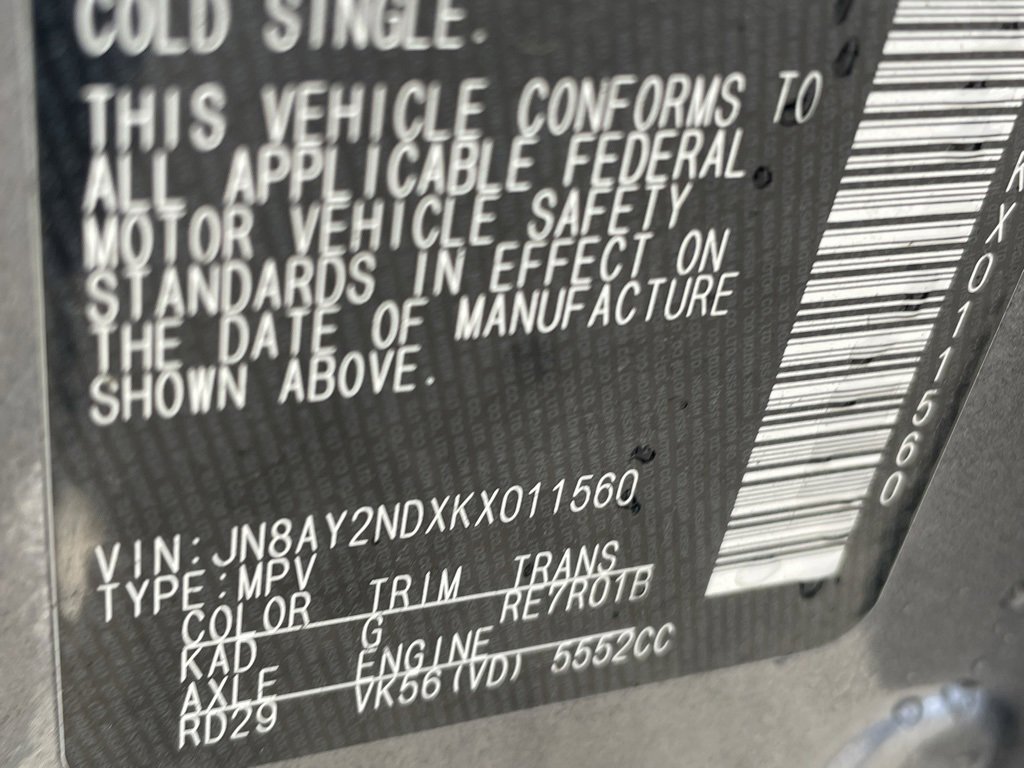 COLD SINGLE.
THIS VEHICLE CONFORMS TO
ALL APPLICABLE FEDERAL
MOTOR VEHICLE SAFETY
STANDARDS IN EFFECT ON
THE DATE OF MANUFACTURE
SHOWN ABOVE.
VIN:JN8AY2NDXKX011560
TYPE:MPV
COLOR TRIM TRANS
KAD G RE7R01B
AXLE ENGINE
RD29 VK56(VD) 5552CC
KX011560